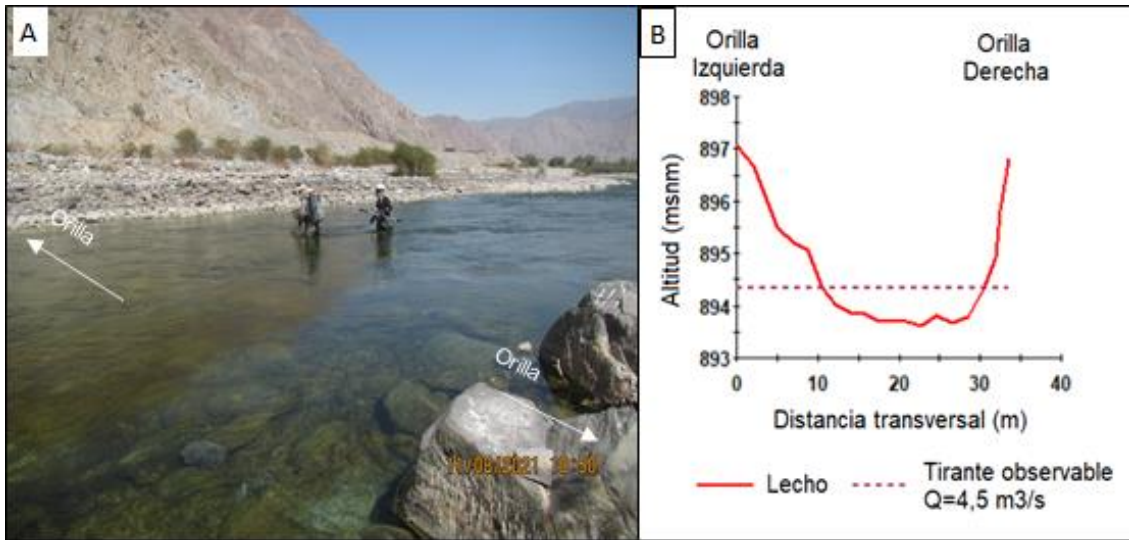 A
Orilla
Orilla
B
Orilla
Izquierda
Orilla
Derecha
Altitud (msnm)
898
897
896
895
894
893
0
10
20
30
40
Distancia transversal (m)
Lecho
Tirante observable
Q=4,5 m3/s